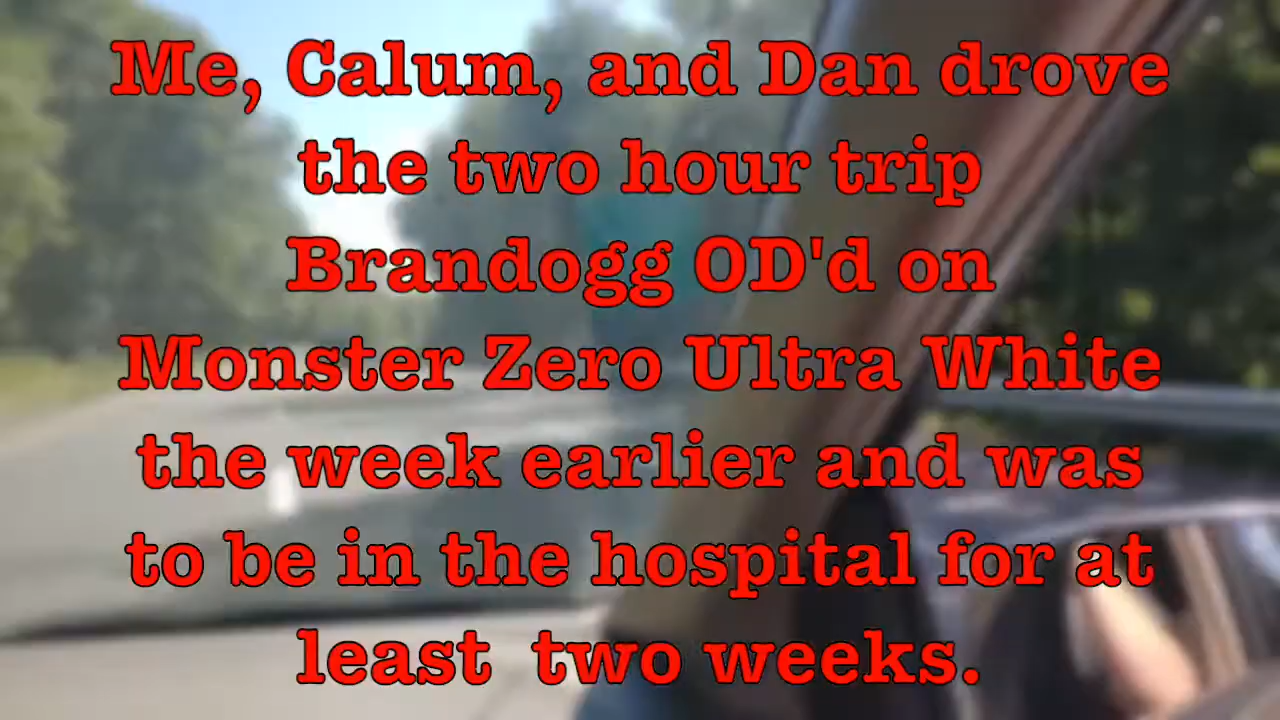 Me, Calum, and Dan drove
the two hour trip
Brandogg OD'd on
Monster Zero Ultra White
the week earlier and was
to be in the hospital for at
least  two weeks.